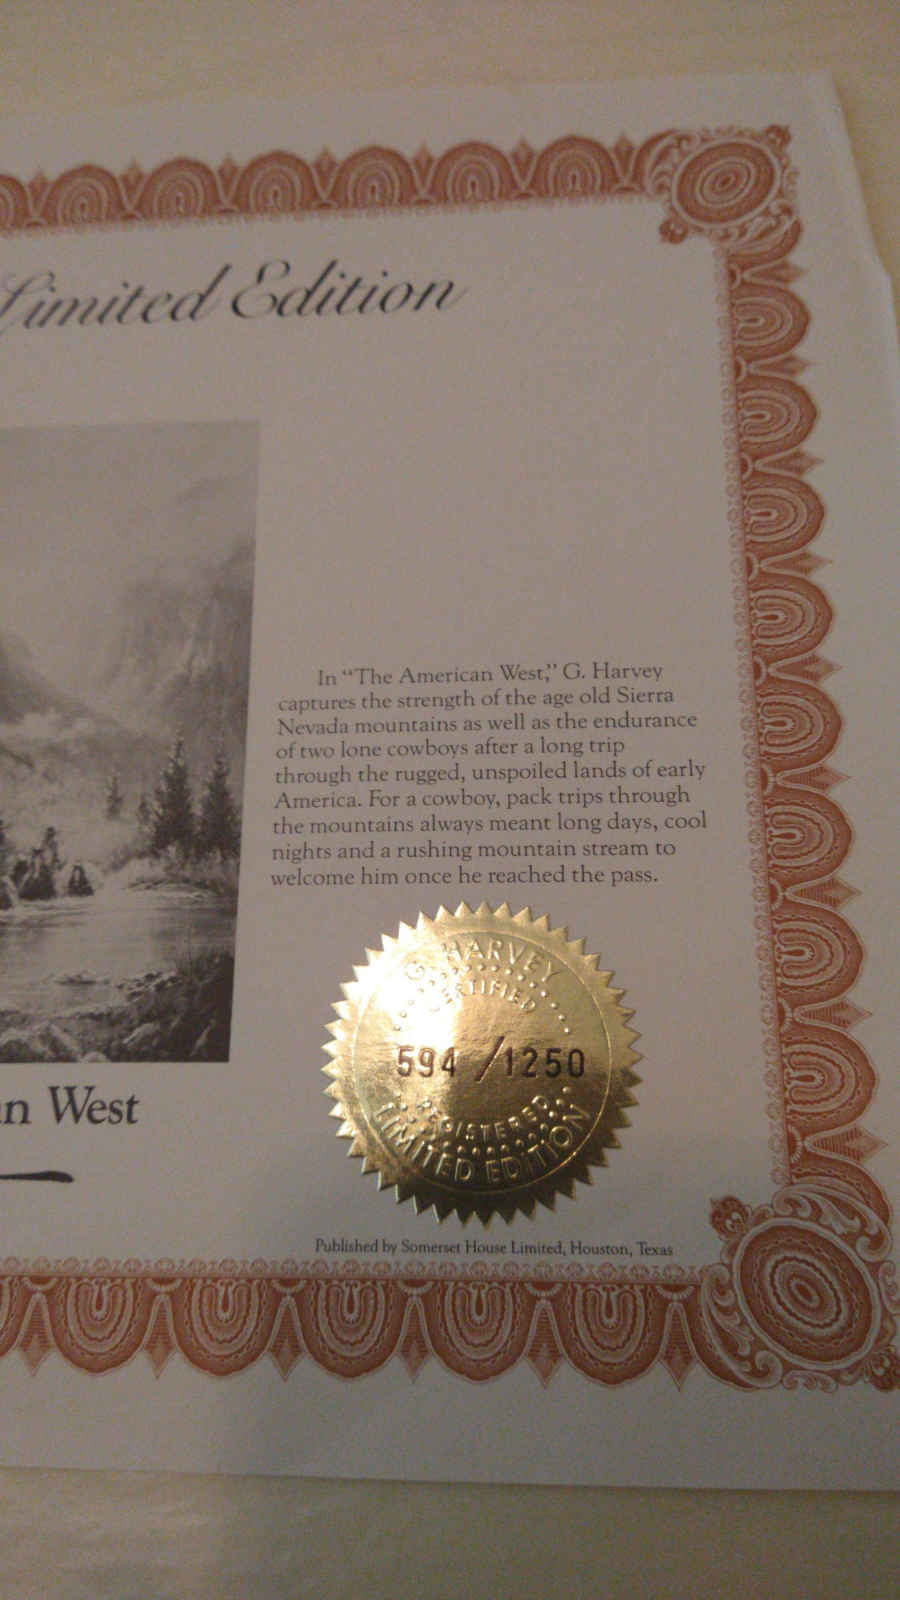 Limited Edition
In “The American West,” G. Harvey
captures the strength of the age old Sierra
Nevada mountains as well as the endurance
of two lone cowboys after a long trip
through the rugged, unspoiled lands of early
America. For a cowboy, pack trips through
the mountains always meant long days, cool
nights and a rushing mountain stream to
welcome him once he reached the pass.
G. HARVEY
CERTIFIED
594 / 1250
REGISTERED
LIMITED EDITION
an West
Published by Somerset House Limited, Houston, Texas